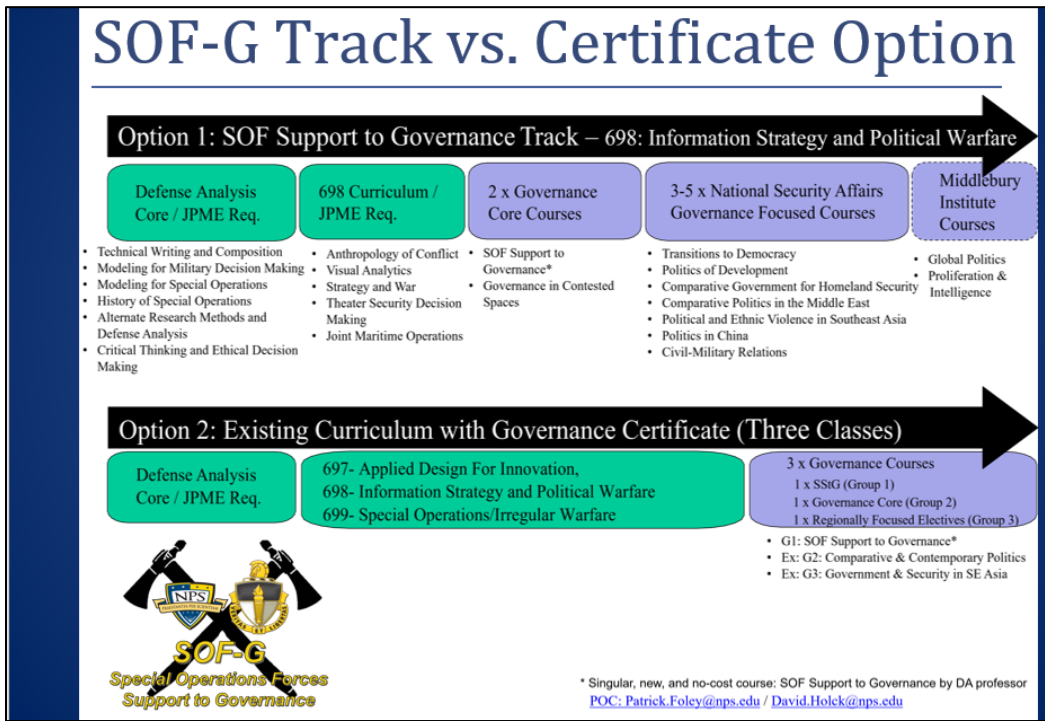 SOF-G Track vs. Certificate Option
Option 1: SOF Support to Governance Track – 698: Information Strategy and Political Warfare
Defense Analysis
Core / JPME Req.
• Technical Writing and Composition
• Modeling for Military Decision Making
• Modeling for Special Operations
• History of Special Operations
• Alternate Research Methods and
Defense Analysis
• Critical Thinking and Ethical Decision
Making
698 Curriculum /
JPME Req.
• Anthropology of Conflict
• Visual Analytics
• Strategy and War
• Theater Security Decision
Making
• Joint Maritime Operations
2 x Governance
Core Courses
• SOF Support to
Governance*
• Governance in Contested
Spaces
3-5 x National Security Affairs
Governance Focused Courses
• Transitions to Democracy
• Politics of Development
• Comparative Government for Homeland Security
• Comparative Politics in the Middle East
• Political and Ethnic Violence in Southeast Asia
• Politics in China
• Civil-Military Relations
Middlebury
Institute
Courses
• Global Politics
• Proliferation &
Intelligence
Option 2: Existing Curriculum with Governance Certificate (Three Classes)
Defense Analysis
Core / JPME Req.
697- Applied Design For Innovation,
698- Information Strategy and Political Warfare
699- Special Operations/Irregular Warfare
3 x Governance Courses
1 x SStG (Group 1)
1 x Governance Core (Group 2)
1 x Regionally Focused Electives (Group 3)
• G1: SOF Support to Governance*
• Ex: G2: Comparative & Contemporary Politics
• Ex: G3: Government & Security in SE Asia
NPS
SOF-G
Special Operations Forces
Support to Governance
* Singular, new, and no-cost course: SOF Support to Governance by DA professor
POC: Patrick.Foley@nps.edu / David.Holck@nps.edu